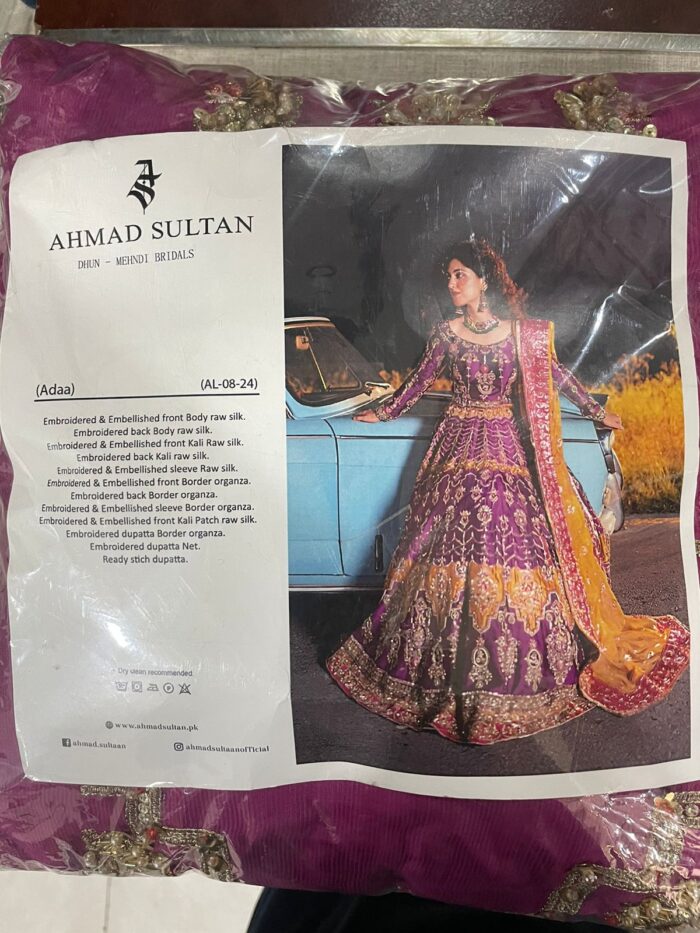 AS
AHMAD SULTAN
DHUN - MEHNDI BRIDALS
(Adaa) (AL-08-24)
Embroidered & Embellished front Body raw silk.
Embroidered back Body raw silk.
Embroidered & Embellished front Kali Raw silk.
Embroidered back Kali raw silk.
Embroidered & Embellished sleeve Raw silk.
Embroidered & Embellished front Border organza.
Embroidered back Border organza.
Embroidered & Embellished sleeve Border organza.
Embroidered & Embellished front Kali Patch raw silk.
Embroidered dupatta Border organza.
Embroidered dupatta Net.
Ready stich dupatta.
Dry clean recommended
www.ahmadsultan.pk
ahmad.sultaan ahmadsultaanofficial